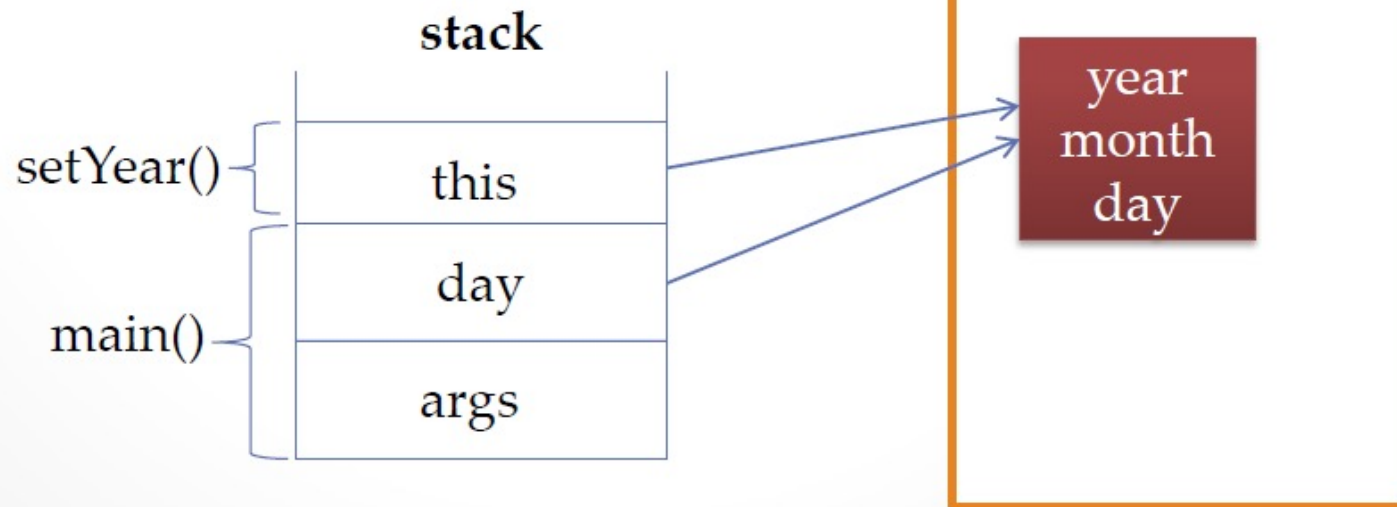 stack
setYear()
this
main()
day
args
year
month
day